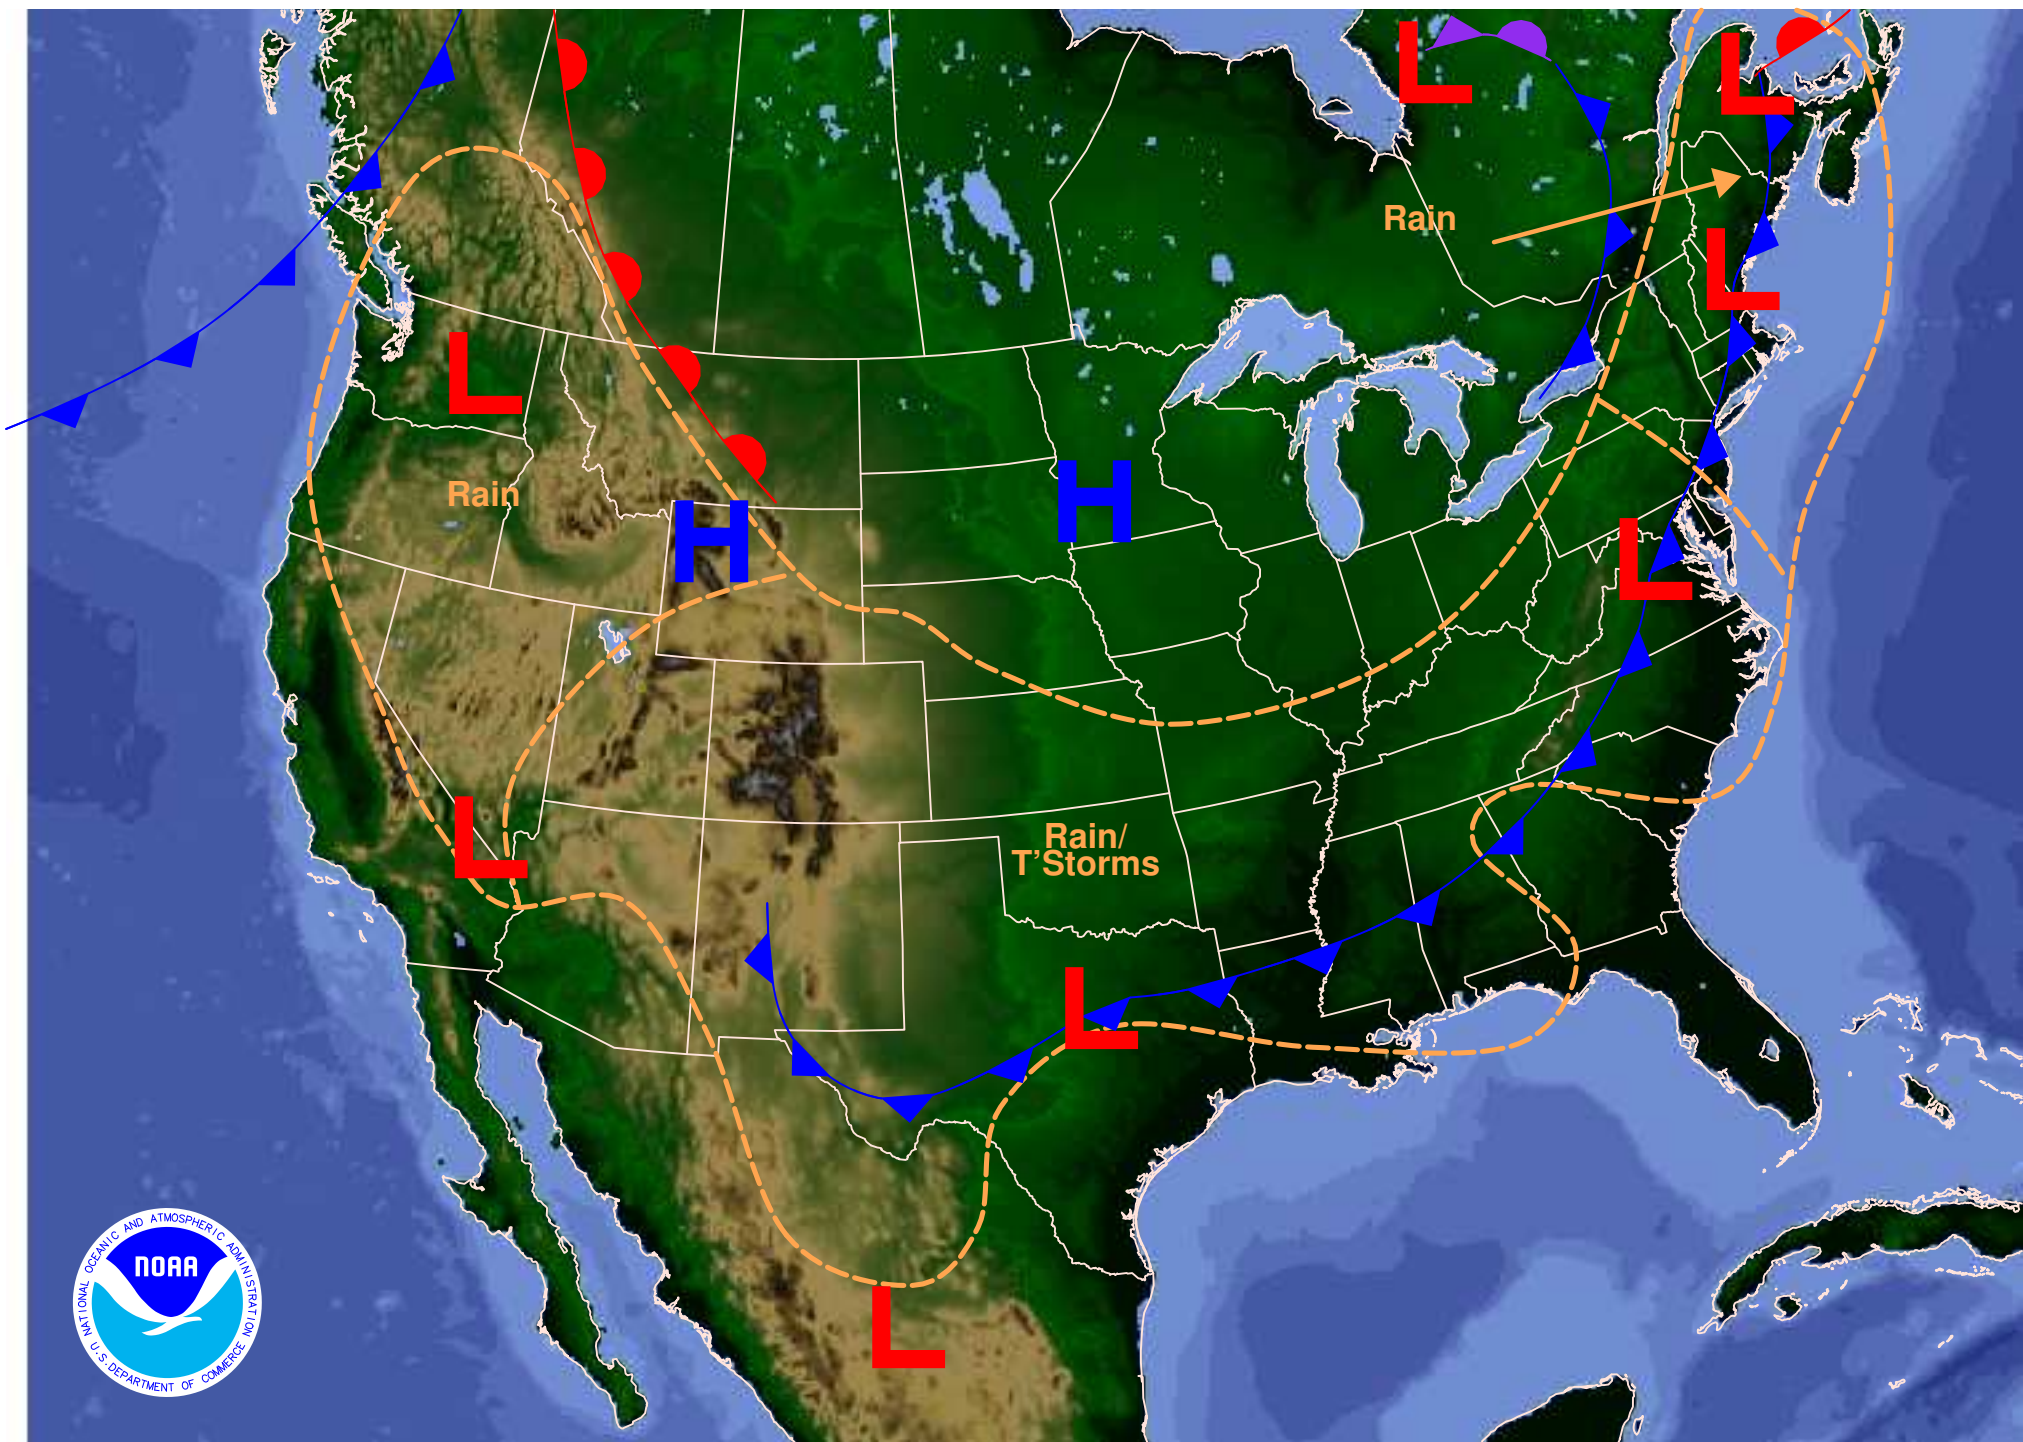 L
L
Rain
L
L
H
Rain
H
L
L
Rain/
T'Storms
L
L
NATIONAL OCEANIC AND ATMOSPHERIC ADMINISTRATION
NOAA
U.S. DEPARTMENT OF COMMERCE